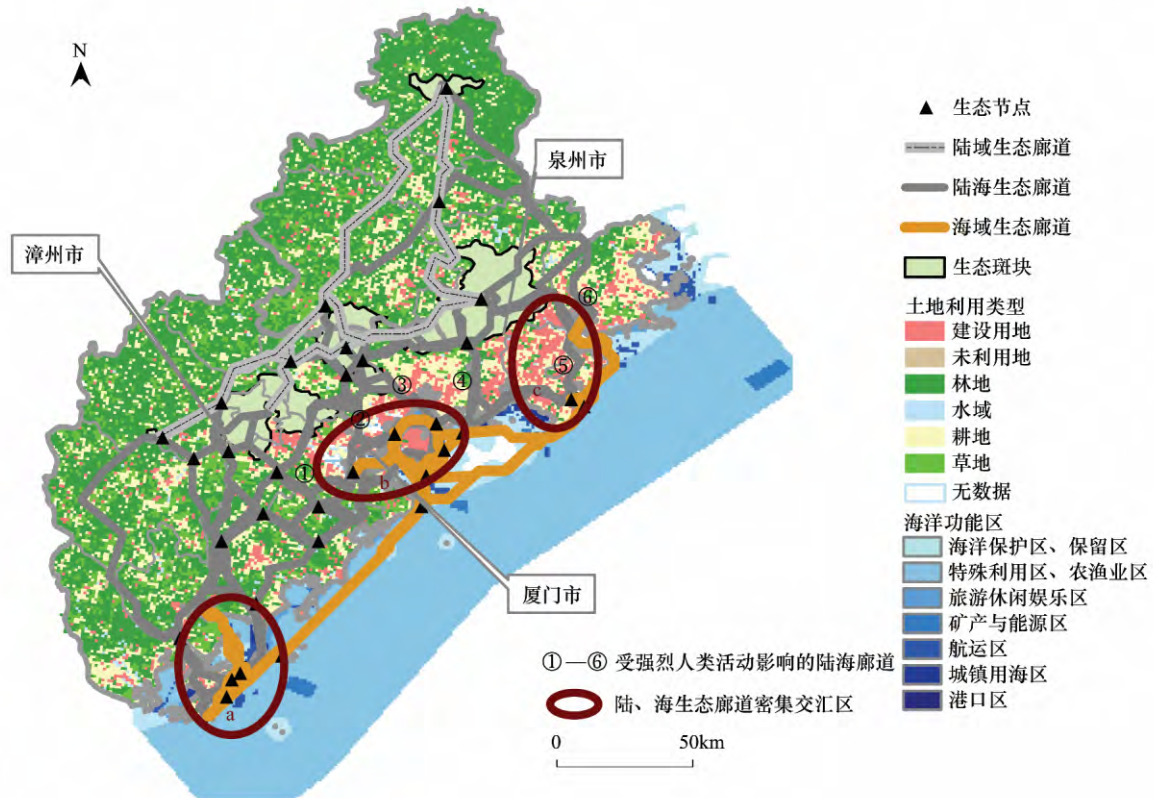 N
泉州市
漳州市
厦门市
①
②
③
④
⑤
⑥
a
b
c
生态节点
陆域生态廊道
陆海生态廊道
海域生态廊道
生态斑块
土地利用类型
建设用地
未利用地
林地
水域
耕地
草地
无数据
海洋功能区
海洋保护区、保留区
特殊利用区、农渔业区
旅游休闲娱乐区
矿产与能源区
航运区
城镇用海区
港口区
①—⑥ 受强烈人类活动影响的陆海廊道
陆、海生态廊道密集交汇区
0 50km